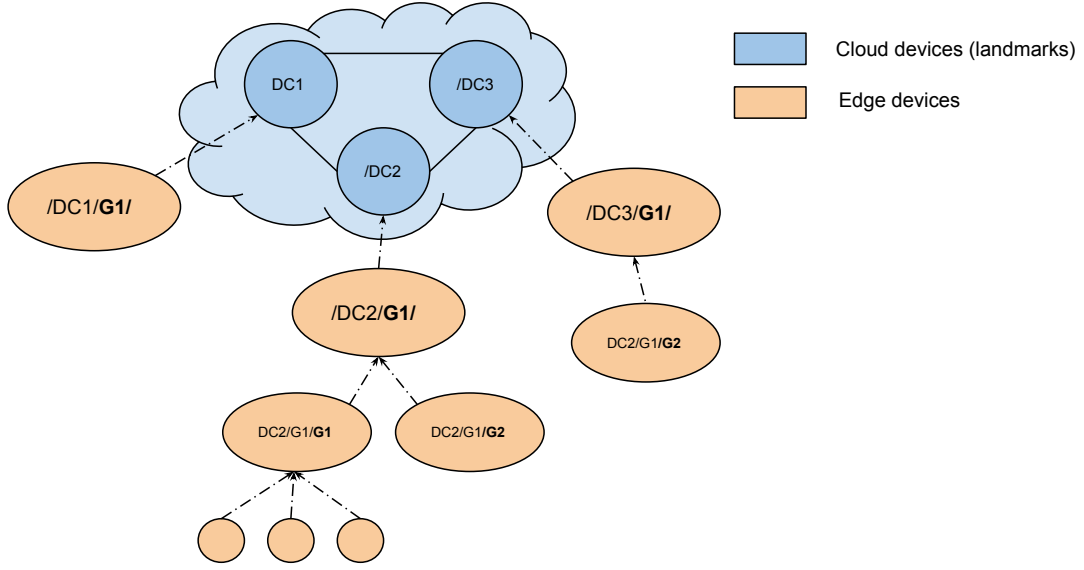 DC1
/DC3
/DC2
Cloud devices (landmarks)
Edge devices
/DC1/G1/
/DC3/G1/
/DC2/G1/
DC2/G1/G2
DC2/G1/G1
DC2/G1/G2